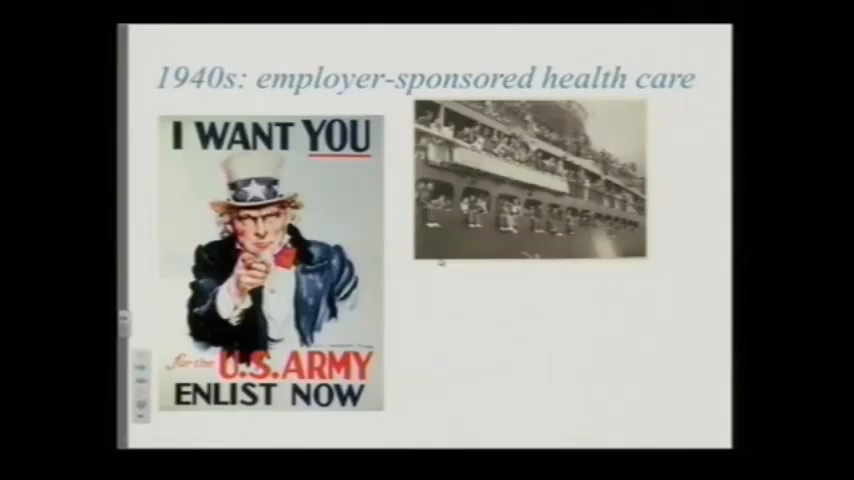 1940s: employer-sponsored health care
I WANT YOU
for the U.S. ARMY
ENLIST NOW